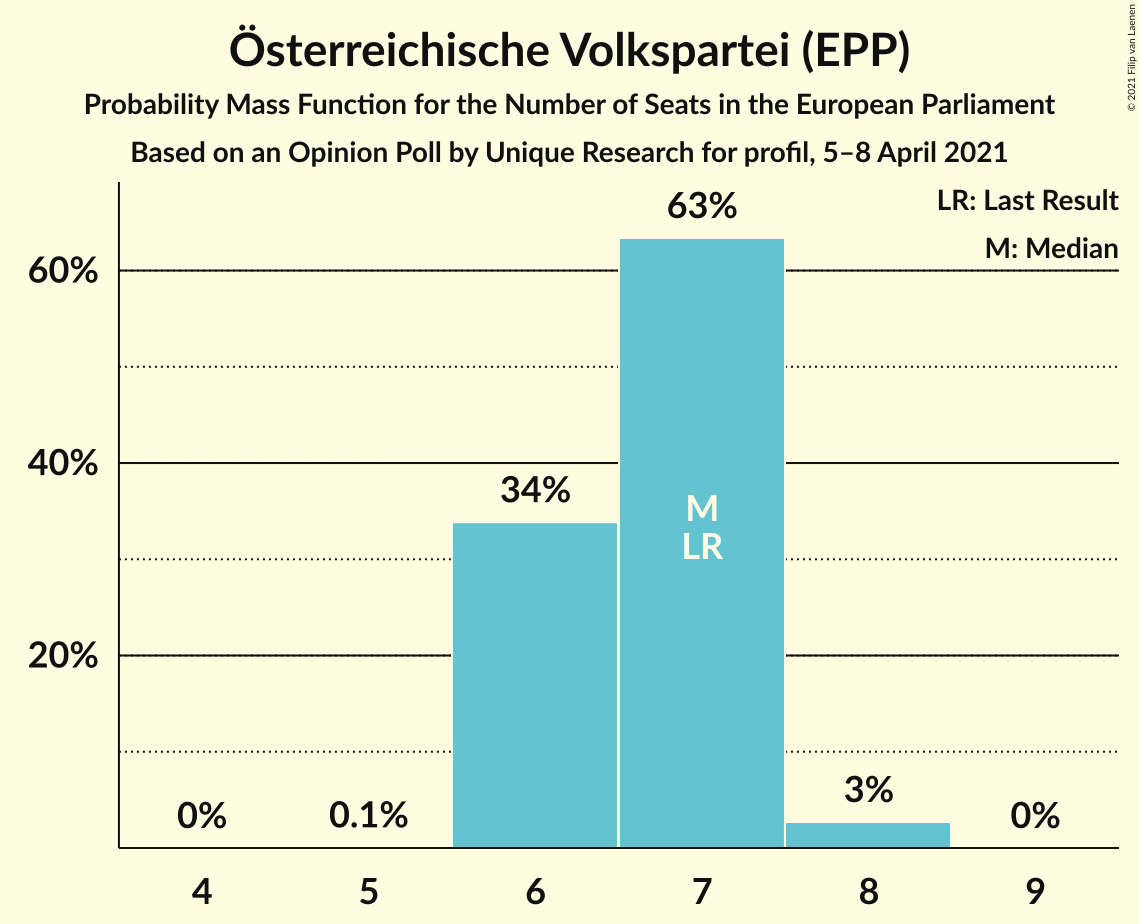 Österreichische Volkspartei (EPP)
Probability Mass Function for the Number of Seats in the European Parliament
Based on an Opinion Poll by Unique Research for profil, 5–8 April 2021
© 2021 Filip van Laenen
LR: Last Result
M: Median
60%
40%
20%
0%
0.1%
34%
63%
M
LR
3%
0%
4
5
6
7
8
9